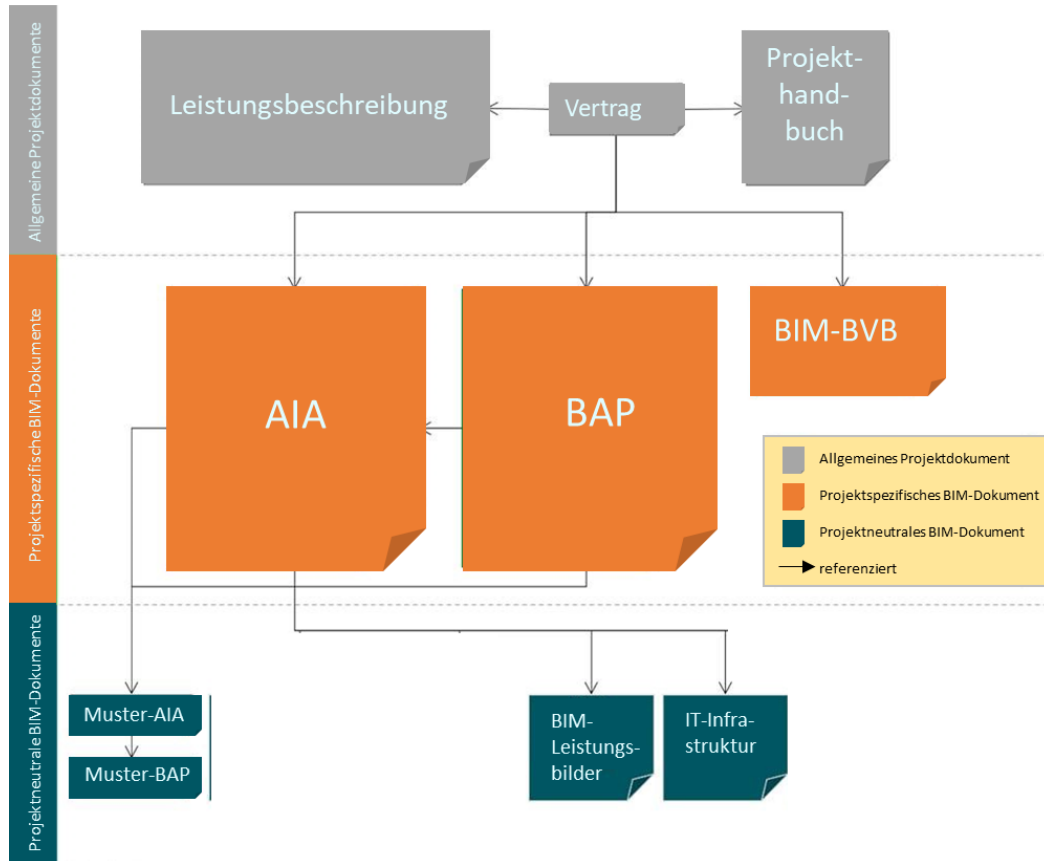 Allgemeine Projektdokumente
Leistungsbeschreibung
Vertrag
Projekt-
hand-
buch
Projektspezifische BIM-Dokumente
AIA
BAP
BIM-BVB
Allgemeines Projektdokument
Projektspezifisches BIM-Dokument
Projektneutrales BIM-Dokument
referenziert
Projektneutrale BIM-Dokumente
Muster-AIA
Muster-BAP
BIM-
Leistungs-
bilder
IT-Infra-
struktur